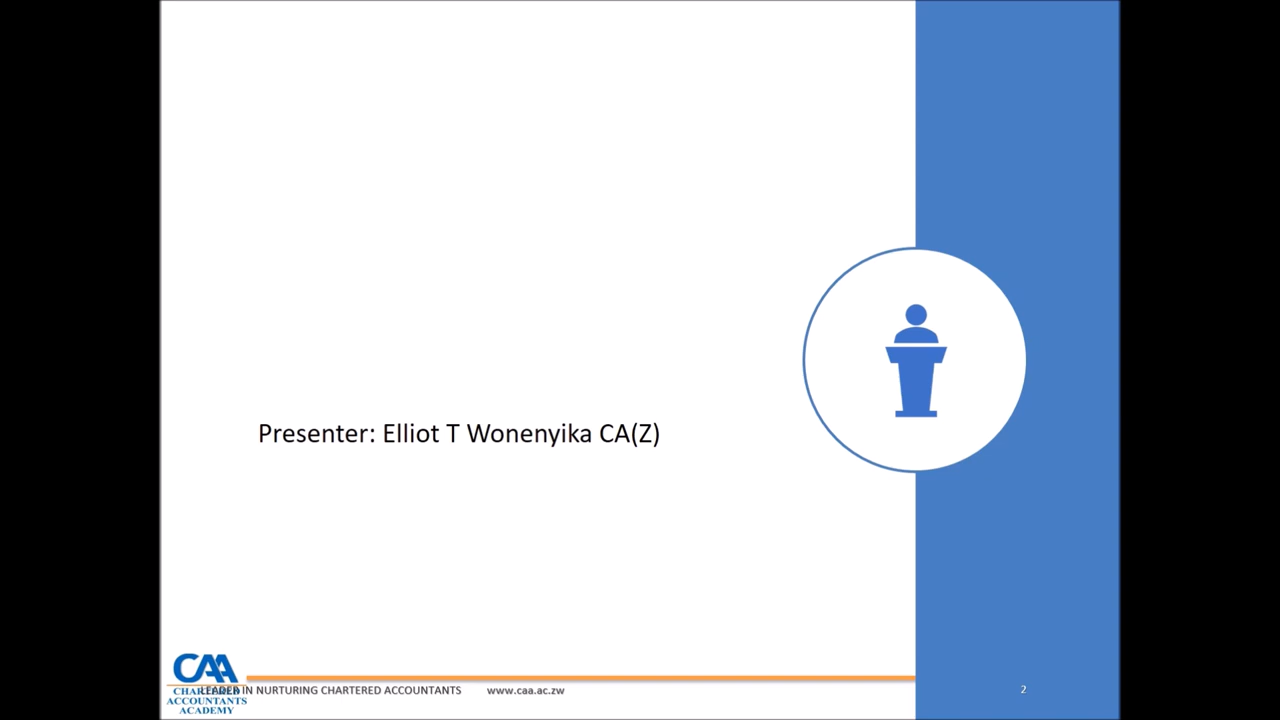 Presenter: Elliot T Wonenyika CA(Z)
CAA
CHARTERED
ACCOUNTANTS
ACADEMY
LEADER IN NURTURING CHARTERED ACCOUNTANTS www.caa.ac.zw 2